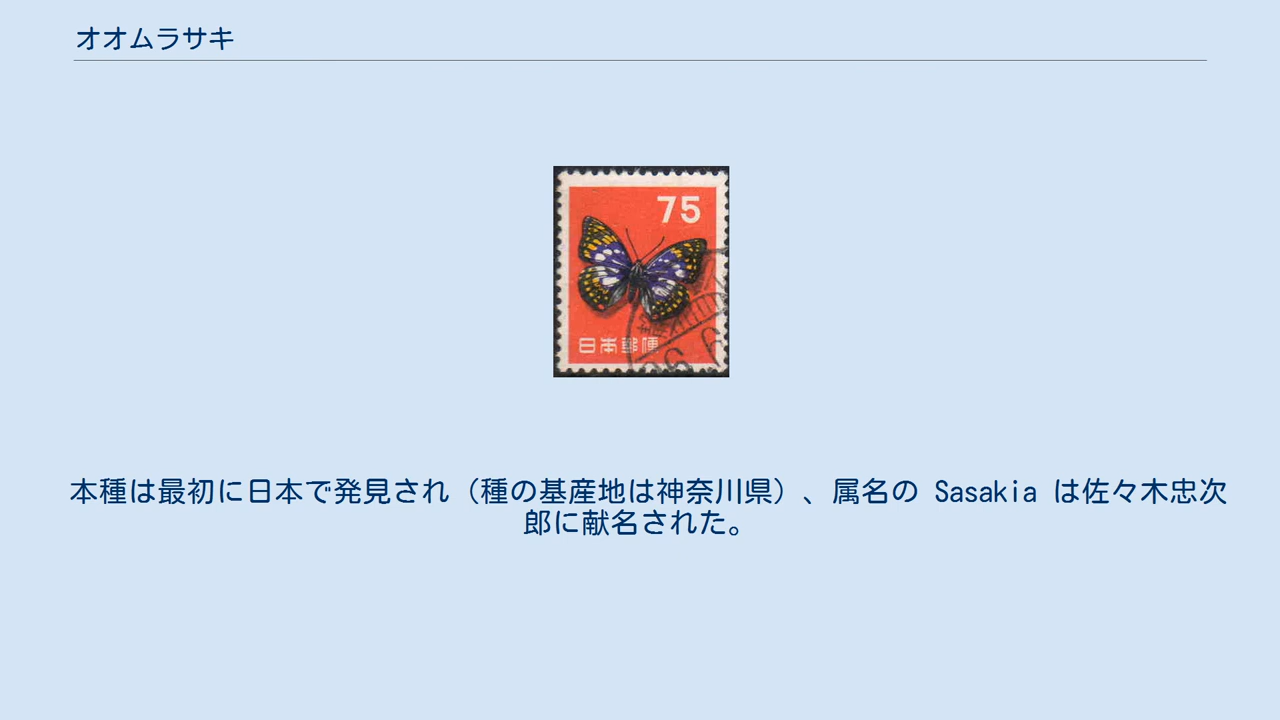 オオムラサキ
75
日本郵便
本種は最初に日本で発見され（種の基産地は神奈川県）、属名の Sasakia は佐々木忠次
郎に献名された。